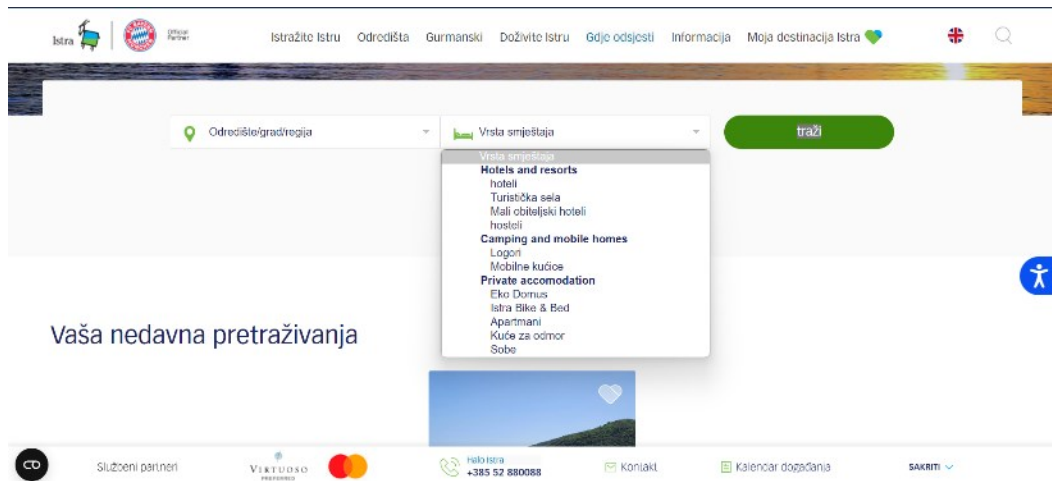 Istra
Official
Partner
Istražite Istru
Odredišta
Gurmanski
Doživite Istru
Gdje odsjesti
Informacija
Moja destinacija Istra
Odredište/grad/regija
Vrsta smještaja
traži
Vrsta smještaja
Hotels and resorts
hoteli
Turistička sela
Mali obiteljski hoteli
hosteli
Camping and mobile homes
Logori
Mobilne kućice
Private accomodation
Eko Domus
Istra Bike & Bed
Apartmani
Kuće za odmor
Sobe
Vaša nedavna pretraživanja
Službeni partneri
VIRTUOSO
PREFERRED
Halo Istra
+385 52 880088
Kontakt
Kalendar događanja
SAKRITI